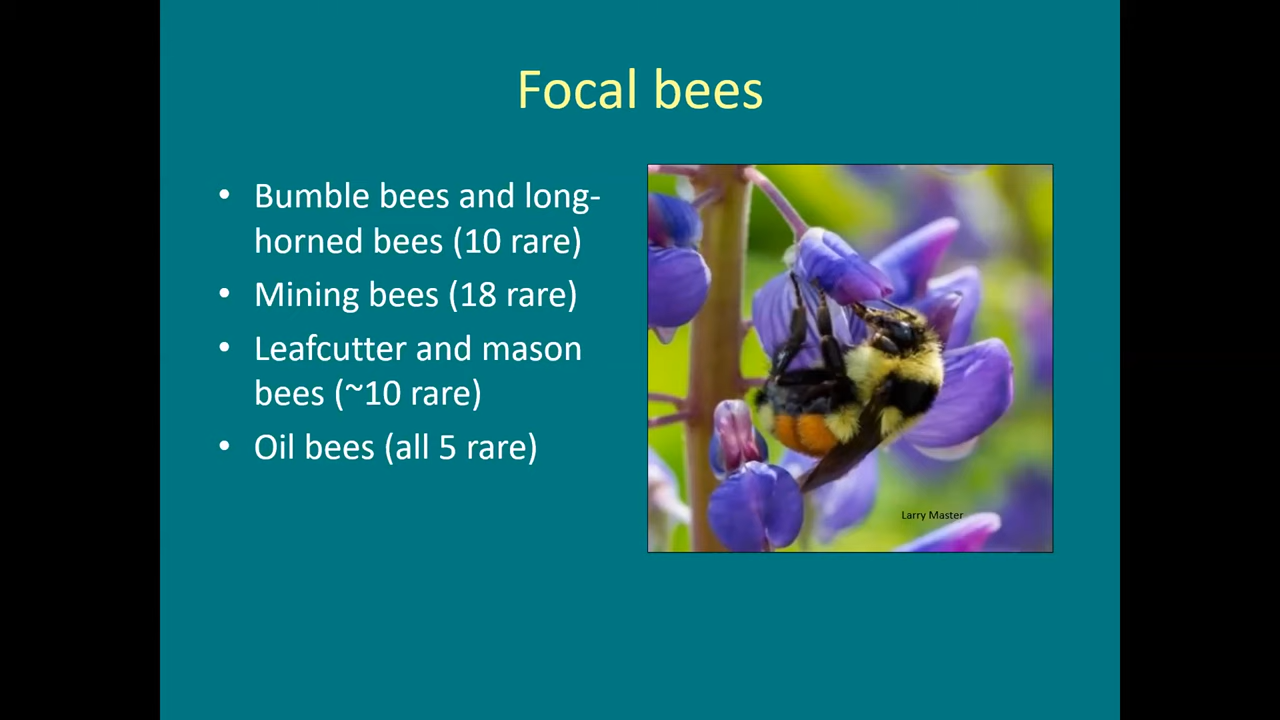 Focal bees
• Bumble bees and long-
horned bees (10 rare)
• Mining bees (18 rare)
• Leafcutter and mason
bees (~10 rare)
• Oil bees (all 5 rare)
Larry Master